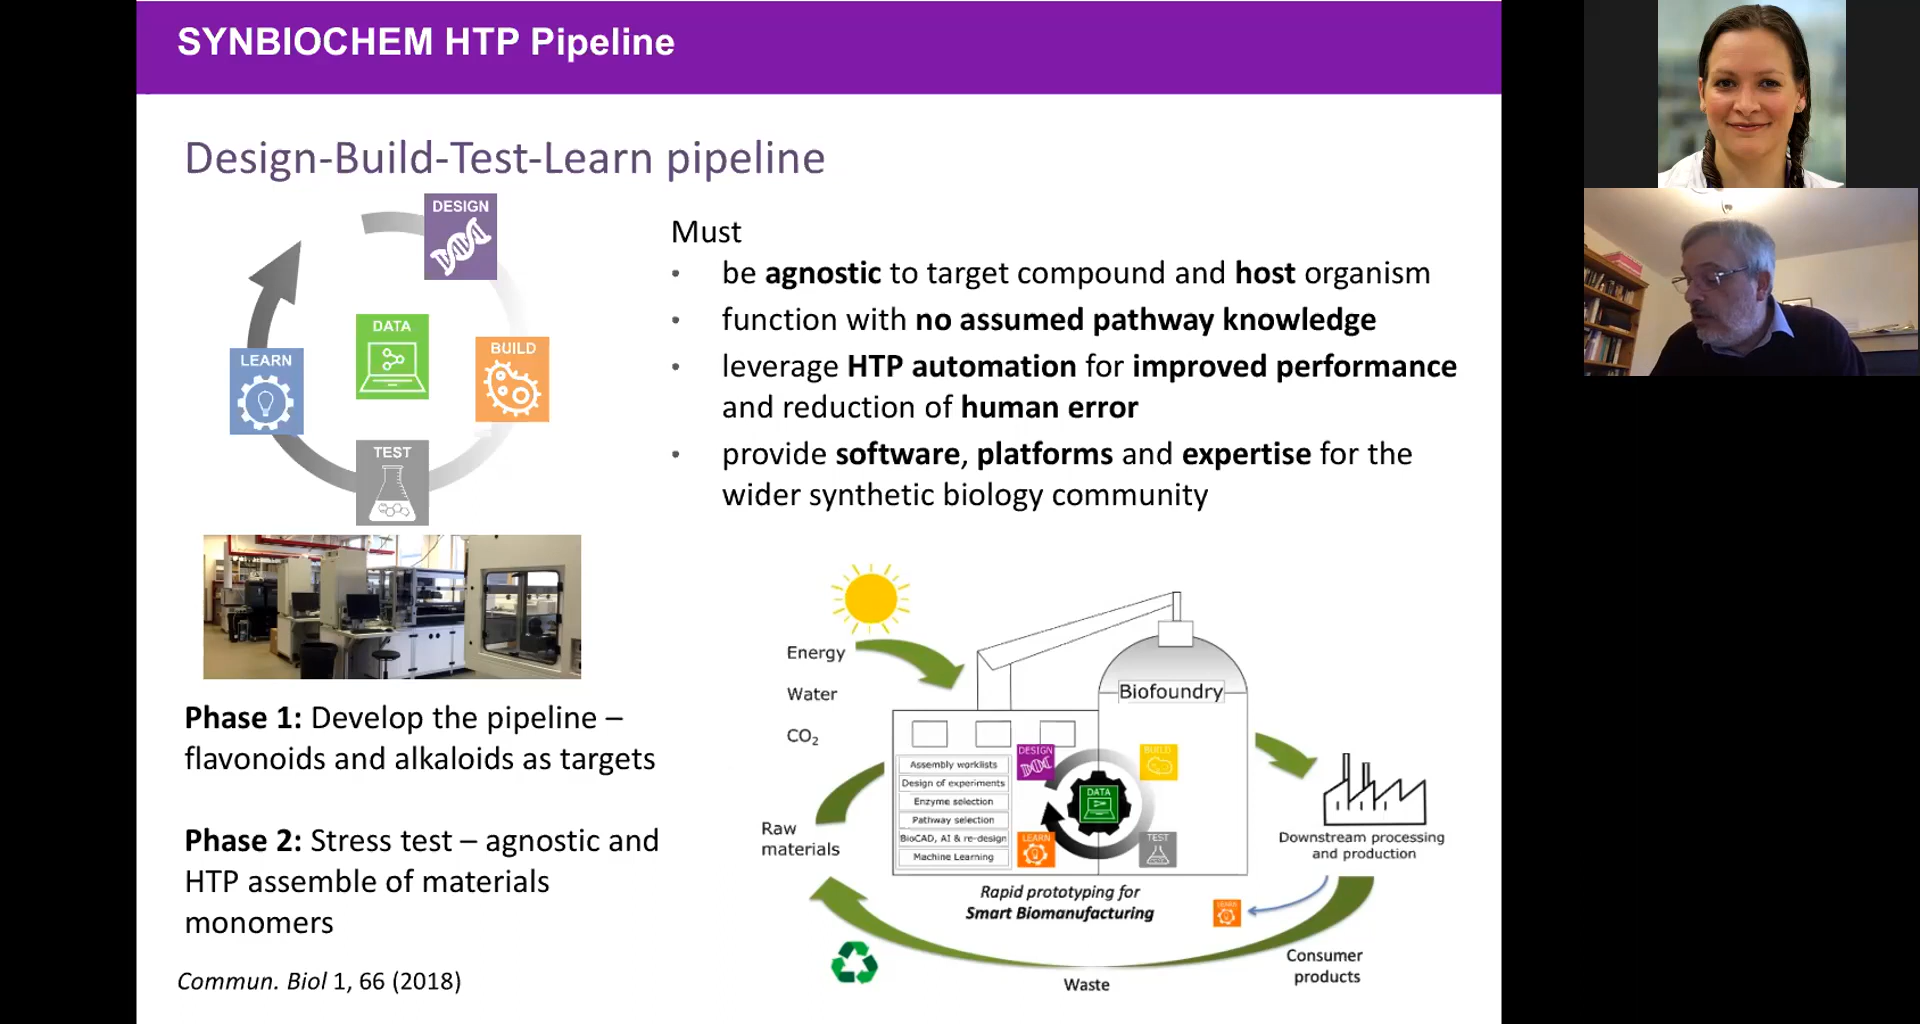 SYNBIOCHEM HTP Pipeline
Design-Build-Test-Learn pipeline
DESIGN
DATA
BUILD
LEARN
TEST
Must
• be agnostic to target compound and host organism
• function with no assumed pathway knowledge
• leverage HTP automation for improved performance
and reduction of human error
• provide software, platforms and expertise for the
wider synthetic biology community
Phase 1: Develop the pipeline –
flavonoids and alkaloids as targets
Phase 2: Stress test – agnostic and
HTP assemble of materials
monomers
Commun. Biol 1, 66 (2018)
Energy
Water
CO₂
Raw
materials
Biofoundry
Assembly worklists
Design of experiments
Enzyme selection
Pathway selection
BioCAD, AI & re-design
Machine Learning
DESIGN
BUILD
DATA
LEARN
TEST
Rapid prototyping for
Smart Biomanufacturing
Downstream processing
and production
LEARN
Consumer
products
Waste